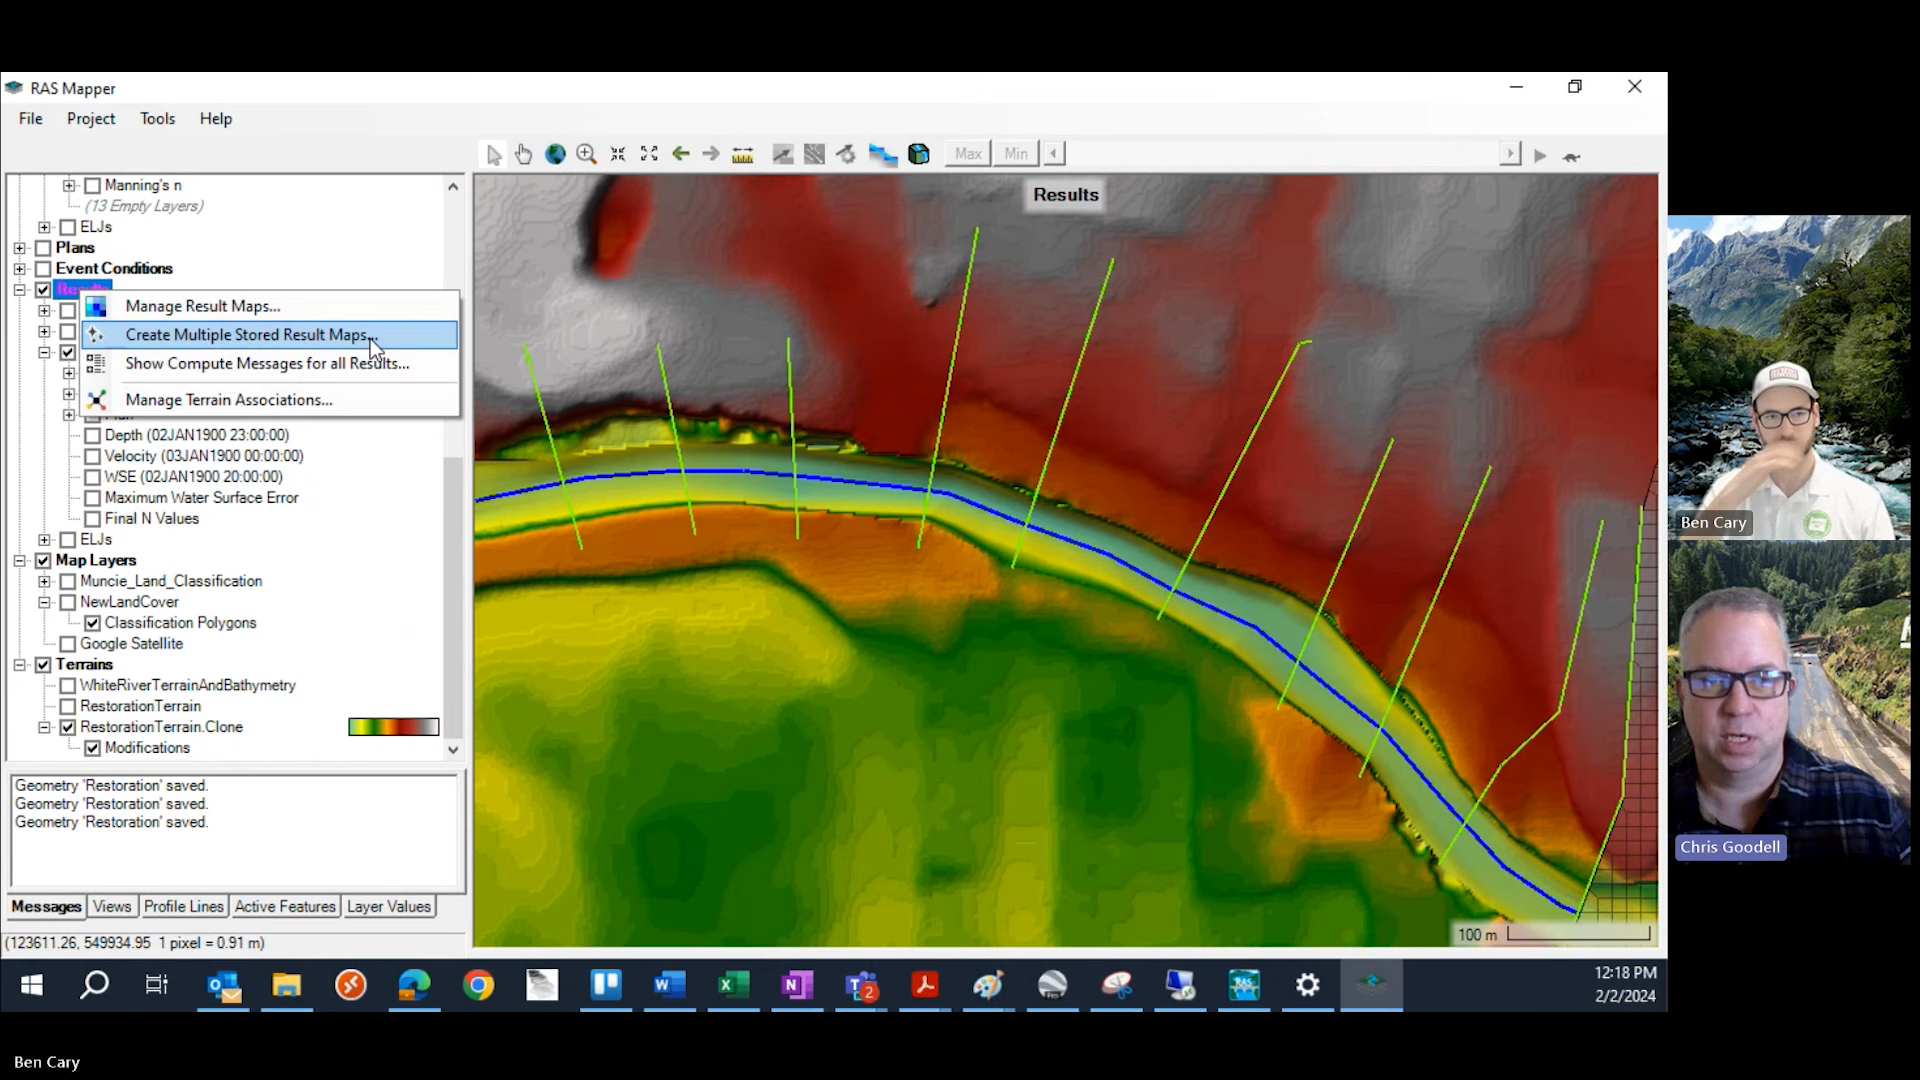 RAS Mapper
File Project Tools Help
Max Min
Manning's n
(13 Empty Layers)
ELJs
Plans
Event Conditions
Manage Result Maps...
Create Multiple Stored Result Maps...
Show Compute Messages for all Results...
Manage Terrain Associations...
Depth (02JAN1900 23:00:00)
Velocity (03JAN1900 00:00:00)
WSE (02JAN1900 20:00:00)
Maximum Water Surface Error
Final N Values
ELJs
Map Layers
Muncie_Land_Classification
NewLandCover
Classification Polygons
Google Satellite
Terrains
WhiteRiverTerrainAndBathymetry
RestorationTerrain
RestorationTerrain.Clone
Modifications
Geometry 'Restoration' saved.
Geometry 'Restoration' saved.
Geometry 'Restoration' saved.
Messages Views Profile Lines Active Features Layer Values
(123611.26, 549934.95 1 pixel = 0.91 m)
Results
100 m
Ben Cary
Chris Goodell
2
RAS
12:18 PM
2/2/2024
Ben Cary